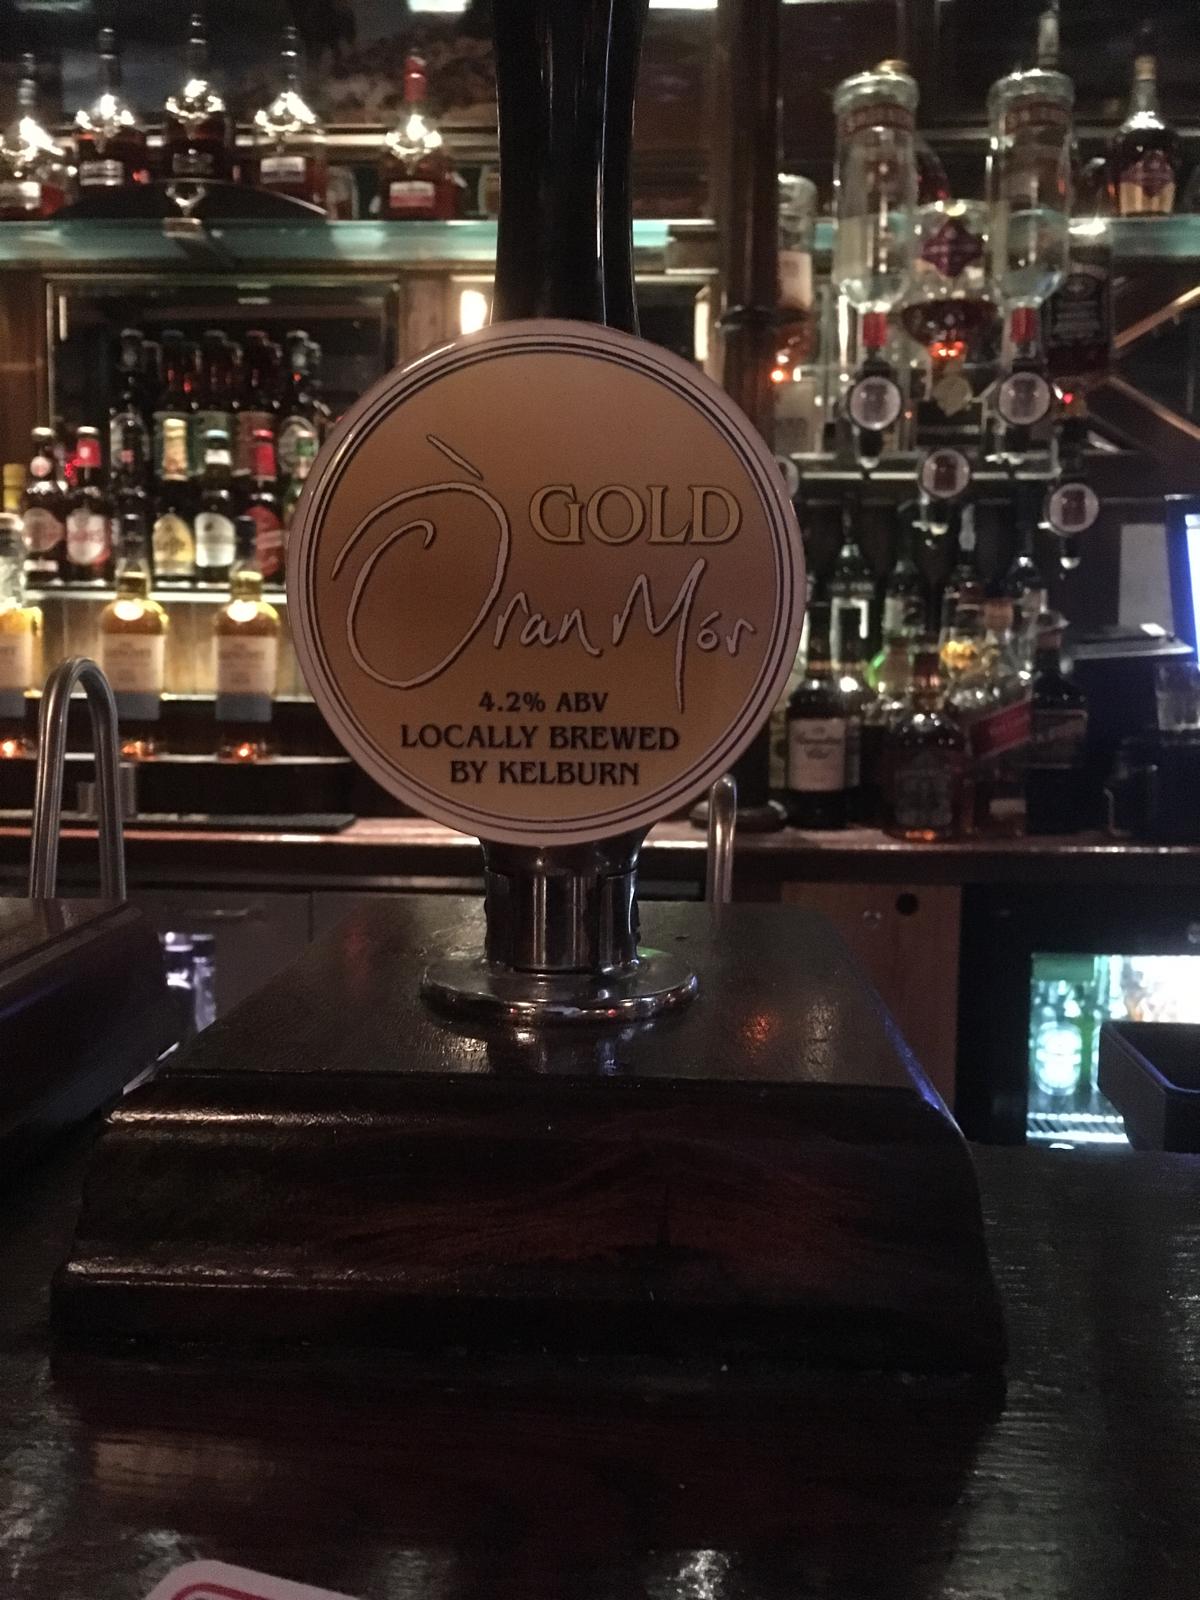 GOLD
Òran Mór
4.2% ABV
LOCALLY BREWED
BY KELBURN